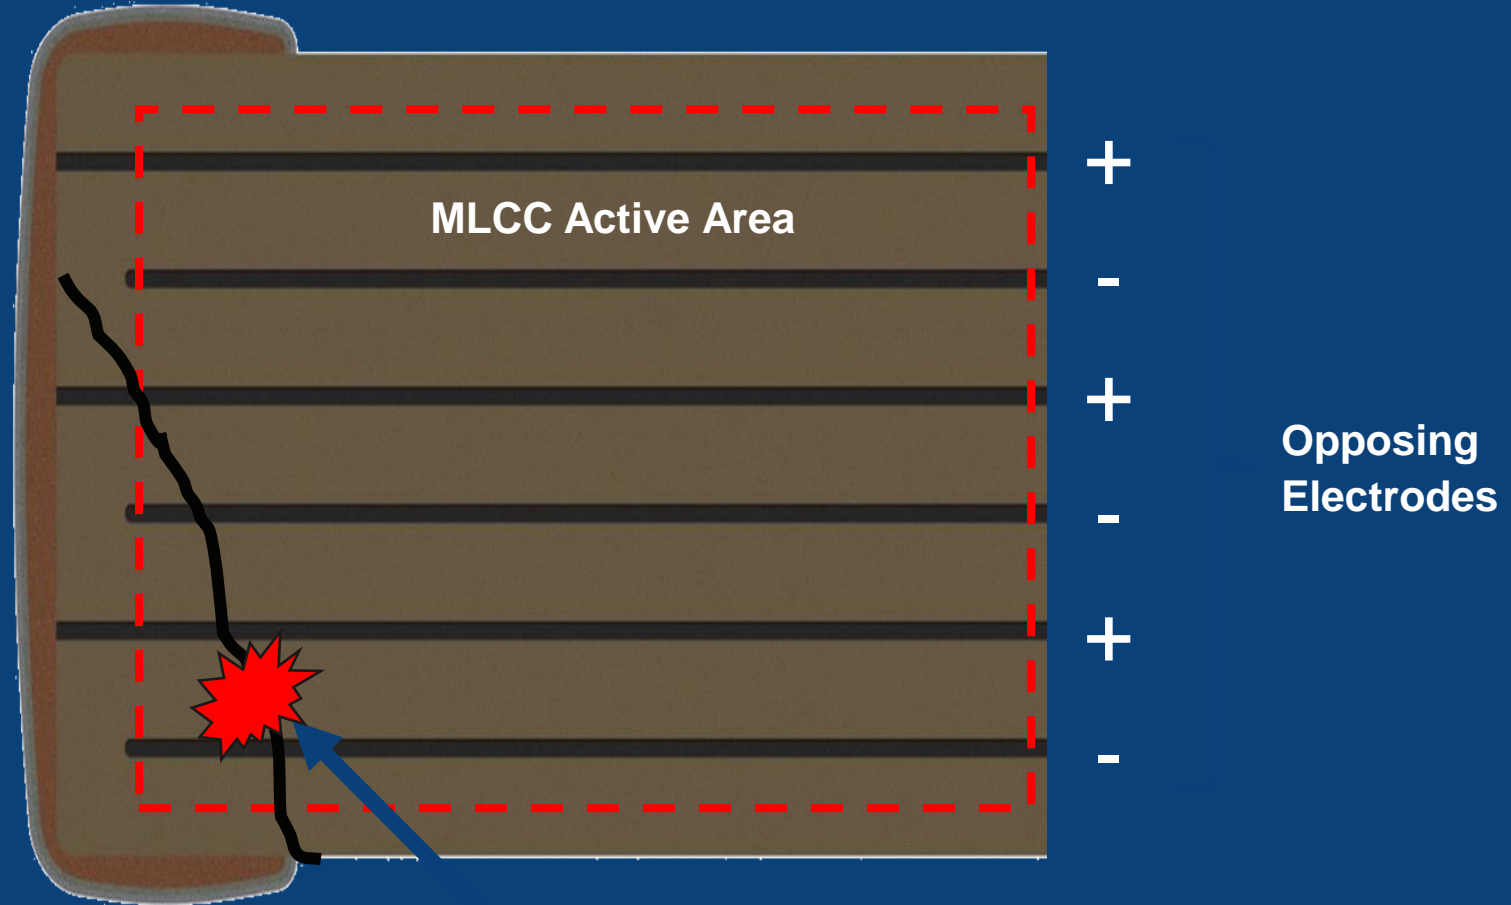 MLCC Active Area
+
-
+
-
+
-
Opposing
Electrodes